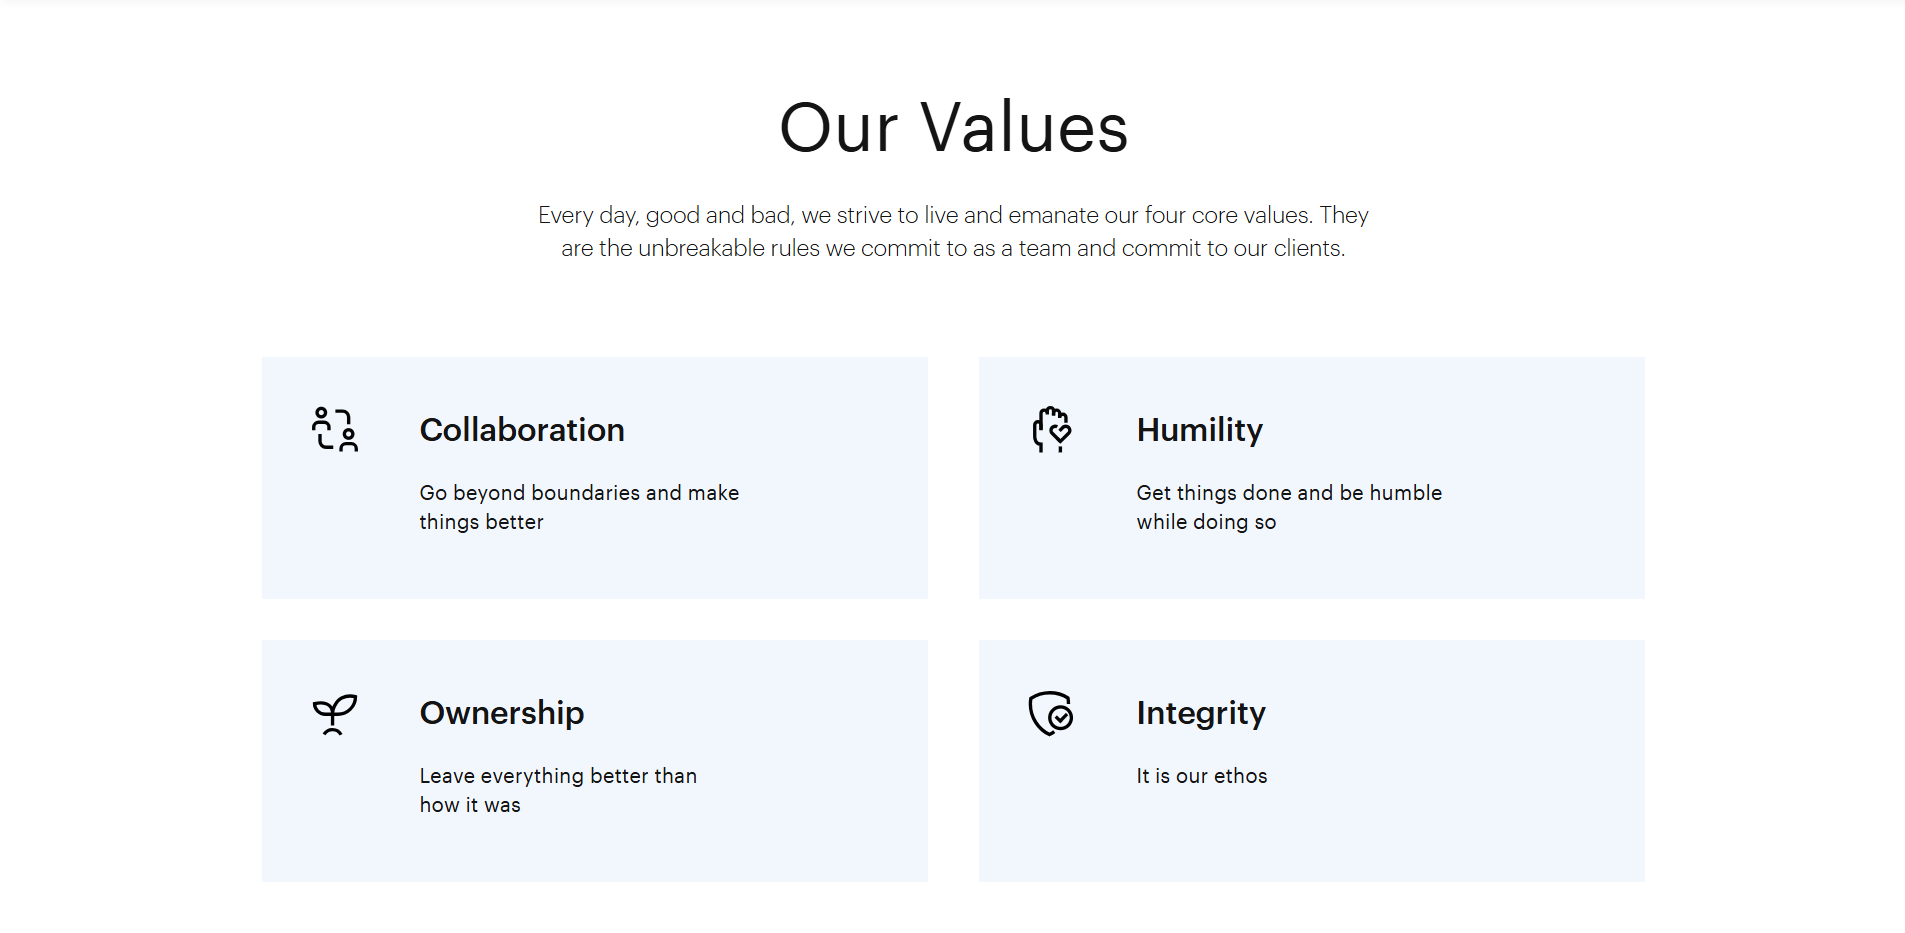 Our Values
Every day, good and bad, we strive to live and emanate our four core values. They
are the unbreakable rules we commit to as a team and commit to our clients.
Collaboration
Go beyond boundaries and make
things better
Humility
Get things done and be humble
while doing so
Ownership
Leave everything better than
how it was
Integrity
It is our ethos